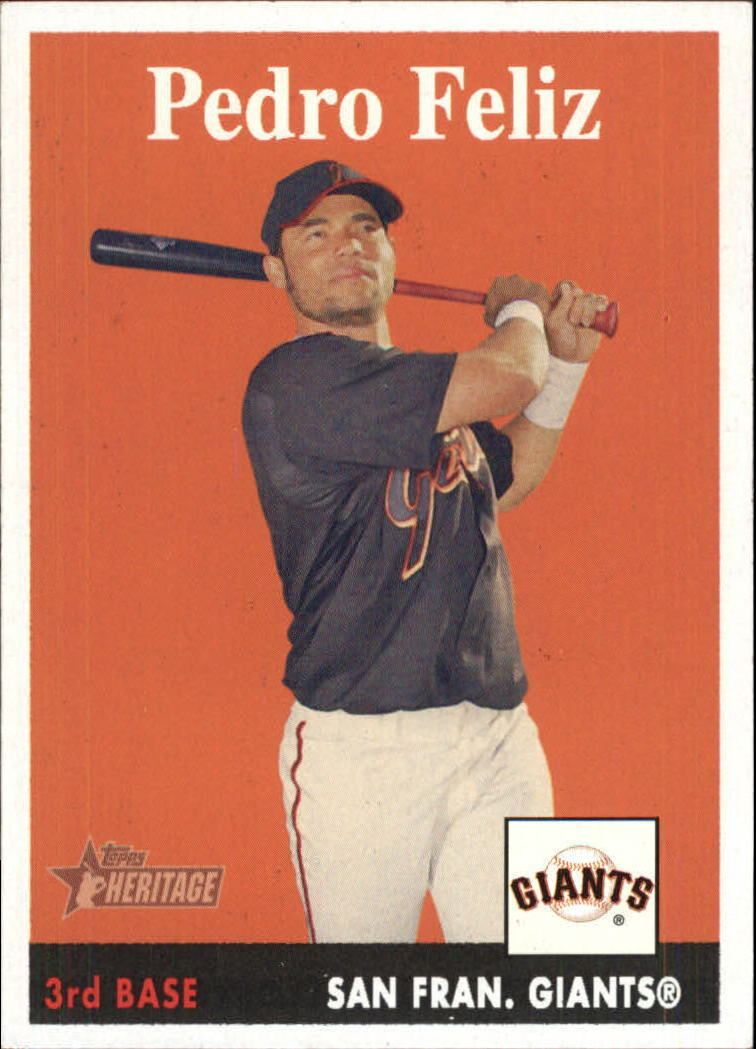 Pedro Feliz
Topps
HERITAGE
GIANTS
®
3rd BASE
SAN FRAN. GIANTS®